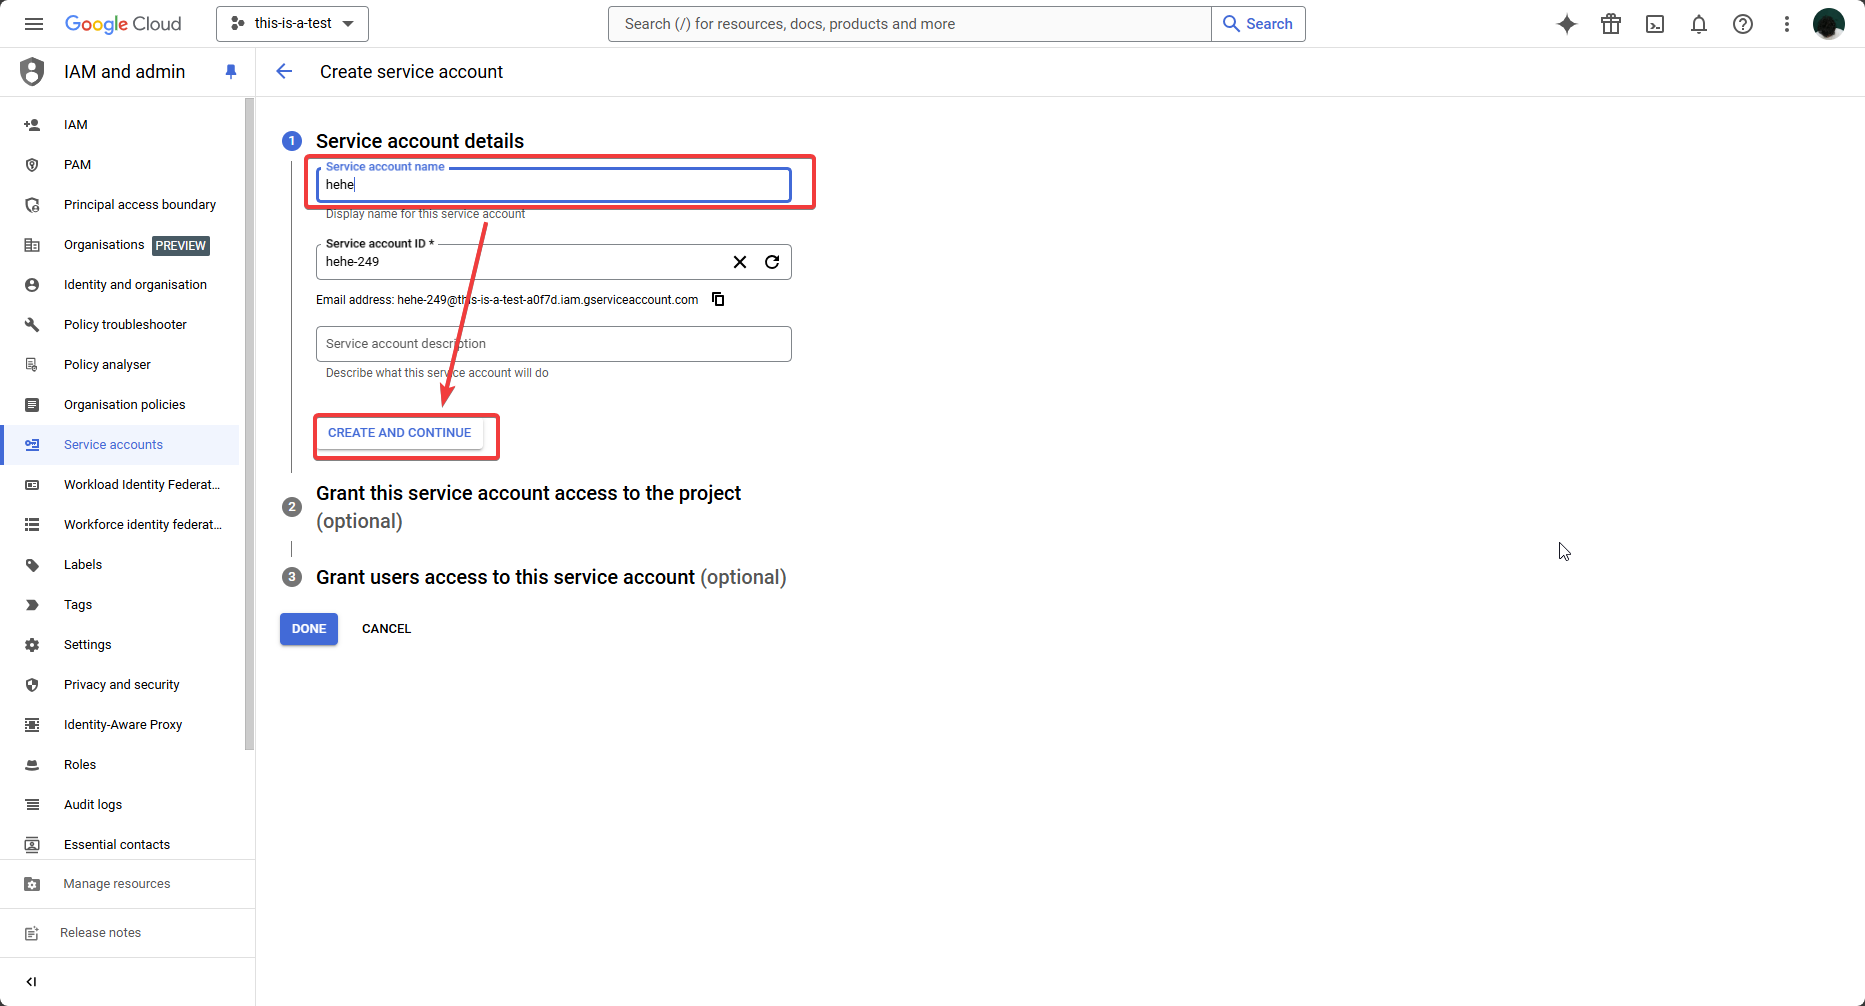 Google Cloud
this-is-a-test
Search (/) for resources, docs, products and more
Search
IAM and admin
Create service account
IAM
PAM
Principal access boundary
Organisations PREVIEW
Identity and organisation
Policy troubleshooter
Policy analyser
Organisation policies
Service accounts
Workload Identity Federat...
Workforce identity federat...
Labels
Tags
Settings
Privacy and security
Identity-Aware Proxy
Roles
Audit logs
Essential contacts
Manage resources
Release notes
1 Service account details
Service account name
hehe
Display name for this service account
Service account ID *
hehe-249
Email address: hehe-249@this-is-a-test-a0f7d.iam.gserviceaccount.com
Service account description
Describe what this service account will do
CREATE AND CONTINUE
2 Grant this service account access to the project
(optional)
3 Grant users access to this service account (optional)
DONE CANCEL